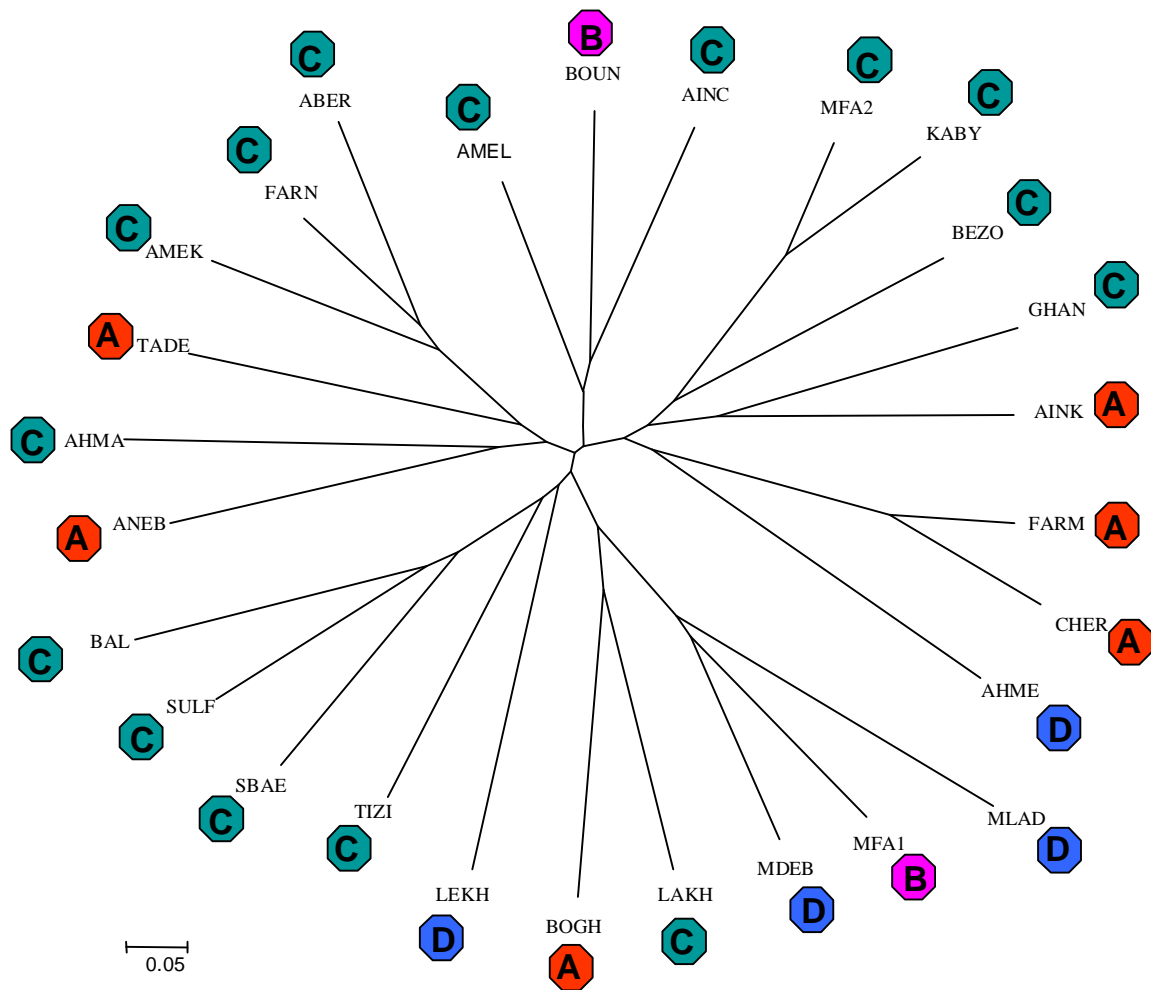 B
BOUN
C
AINC
C
ABER
C
MFA2
C
KABY
C
AMEL
C
FARN
C
BEZO
C
AMEK
C
GHAN
A
TADE
A
AINK
C
AHMA
A
ANEB
A
FARM
A
CHER
C
BAL
C
SULF
D
AHME
C
SBAE
C
TIZI
D
MLAD
B
MFA1
D
MDEB
D
LEKH
C
LAKH
A
BOGH
0.05